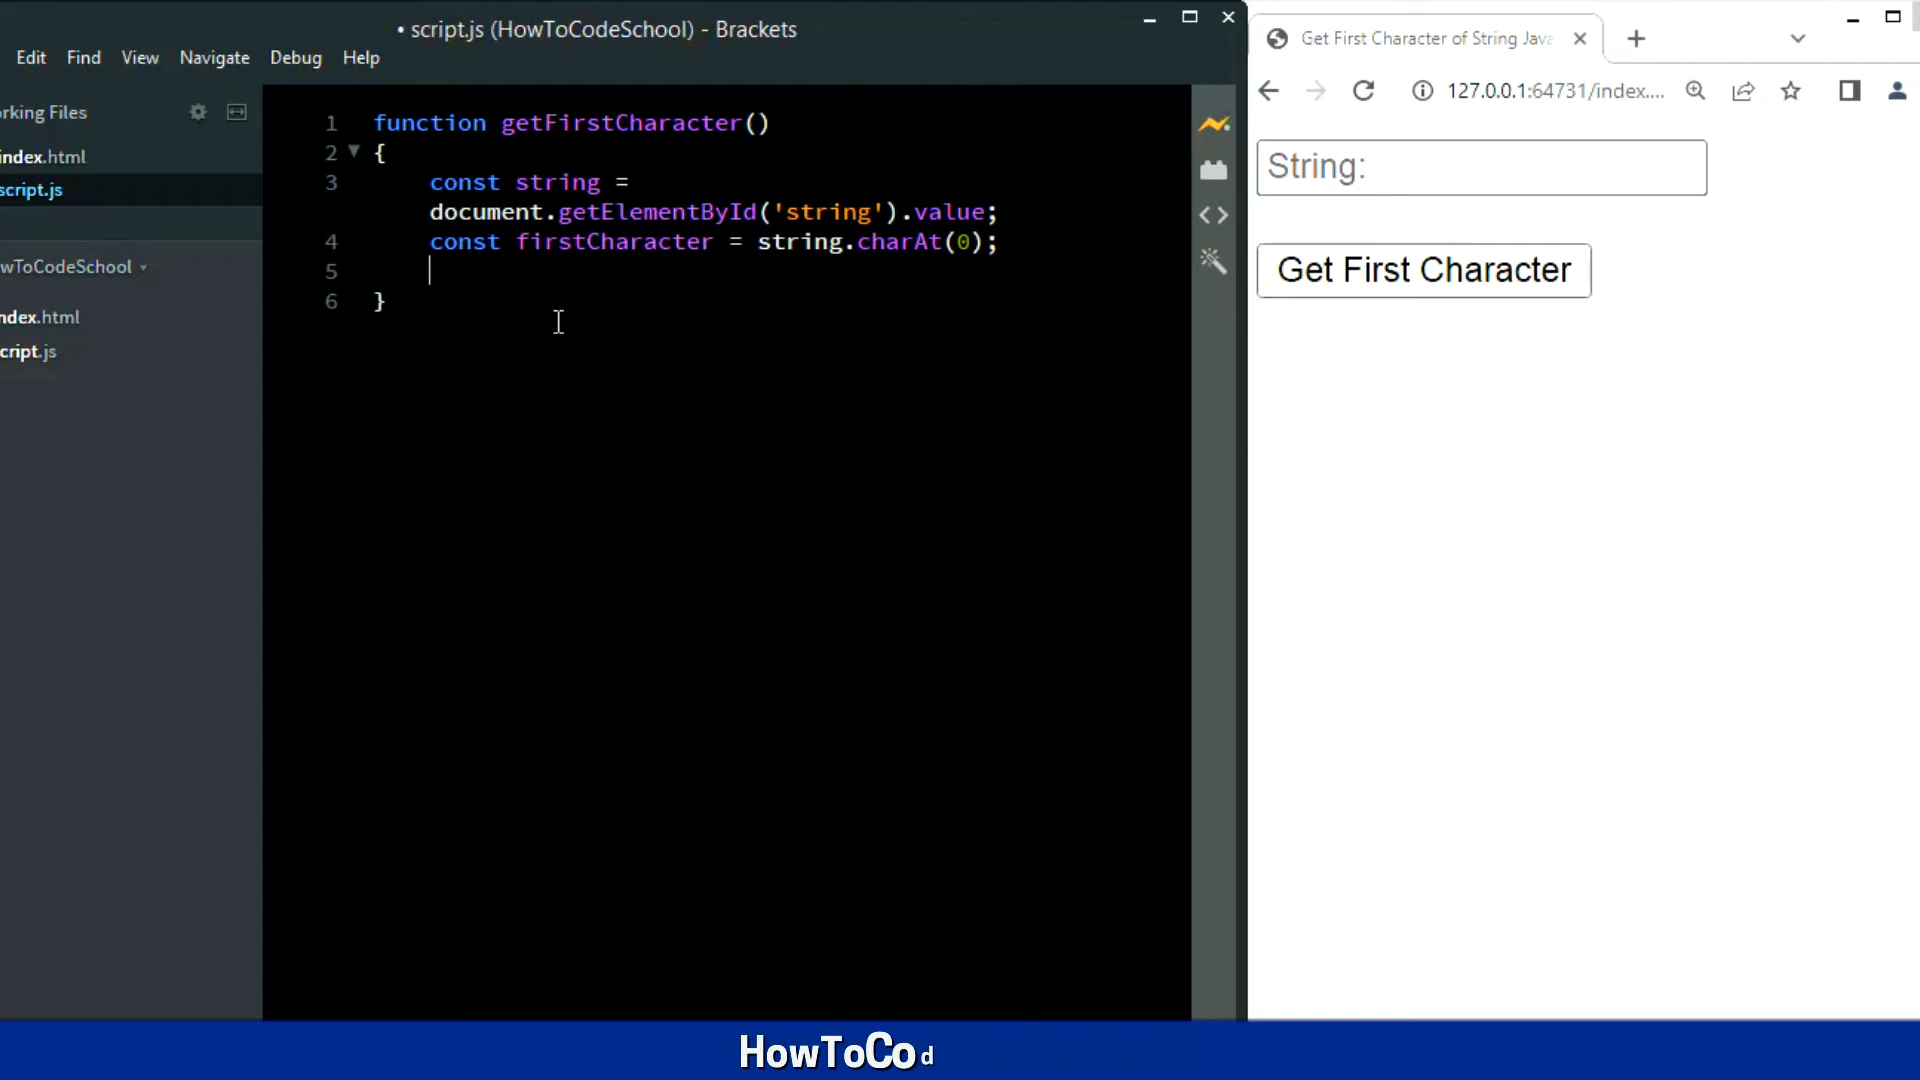 • script.js (HowToCodeSchool) - Brackets
Edit Find View Navigate Debug Help
rking Files
index.html
script.js
wToCodeSchool
ndex.html
cript.js
1 function getFirstCharacter()
2 {
3 const string =
document.getElementById('string').value;
4 const firstCharacter = string.charAt(0);
5
6 }
Get First Character of String Java
127.0.0.1:64731/index....
String:
Get First Character
HowToCod